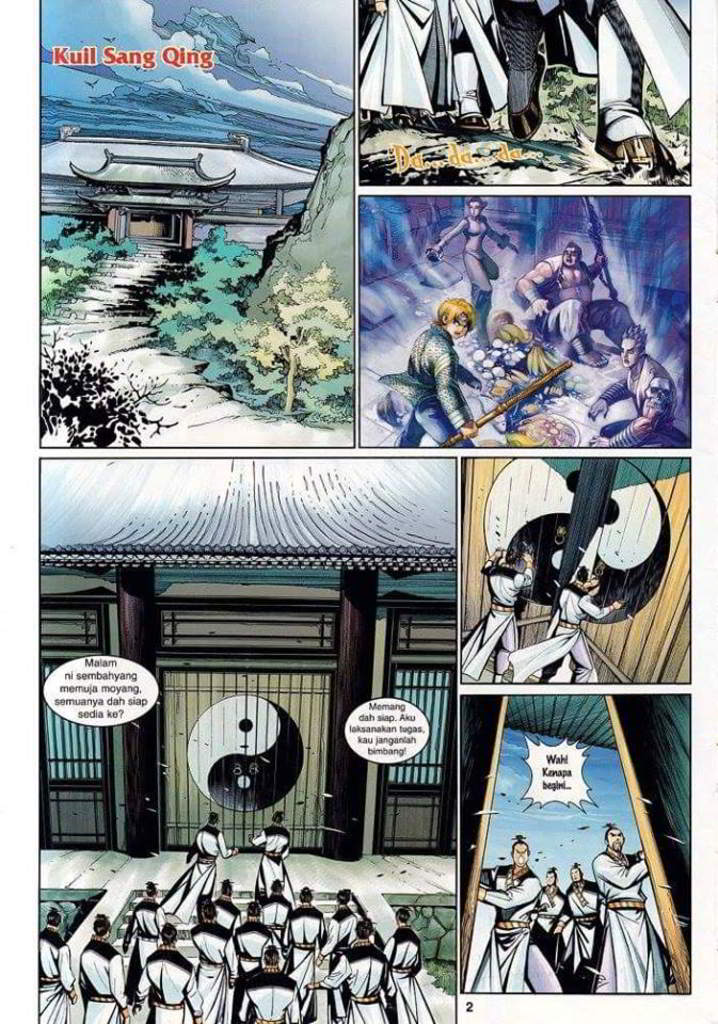 Kuil Sang Qing
'Da...da...da...
Malam
ni sembahyang
memuja moyang,
semuanya dah siap
sedia ke?
Memang
dah siap. Aku
laksanakan tugas,
kau janganlah
bimbang!
Wah!
Kenapa
begini...
2